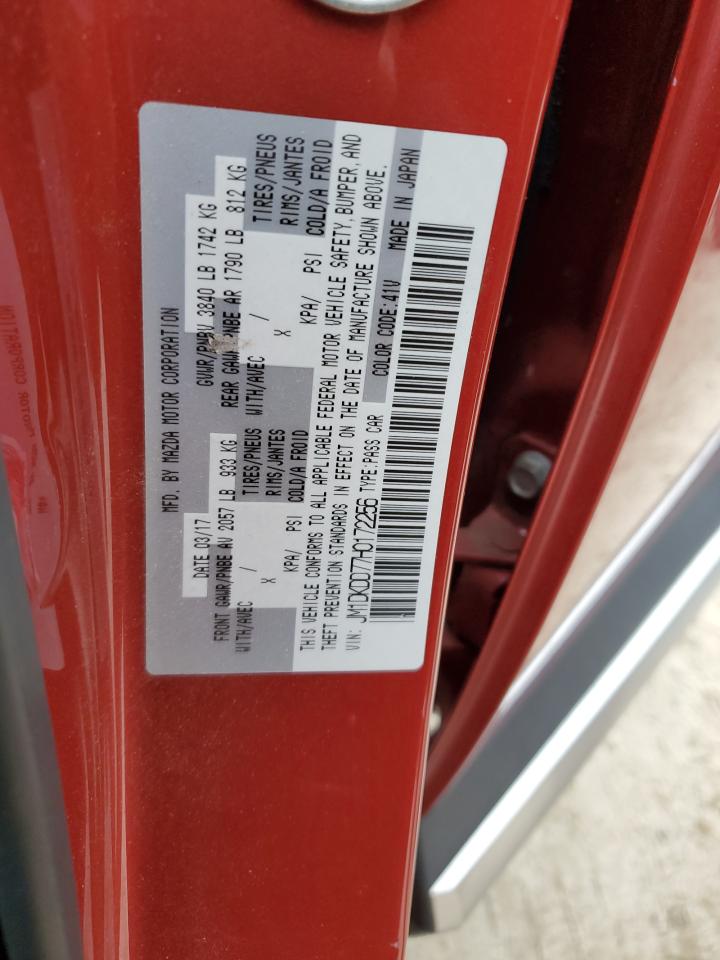 MFD. BY MAZDA MOTOR CORPORATION
DATE 03/17 GVWR/PNBV 3840 LB 1742 KG
FRONT GAWR/PNBE AV 2057 LB 933 KG REAR GAWR/PNBE AR 1790 LB 812 KG
WITH/AVEC TIRES/PNEUS WITH/AVEC TIRES/PNEUS
/ RIMS/JANTES / RIMS/JANTES
X COLD/A FROID X COLD/A FROID
KPA/ PSI KPA/ PSI
THIS VEHICLE CONFORMS TO ALL APPLICABLE FEDERAL MOTOR VEHICLE SAFETY, BUMPER, AND
THEFT PREVENTION STANDARDS IN EFFECT ON THE DATE OF MANUFACTURE SHOWN ABOVE.
VIN: JM1DKDD77H0172256 TYPE:PASS CAR COLOR CODE:41V MADE IN JAPAN